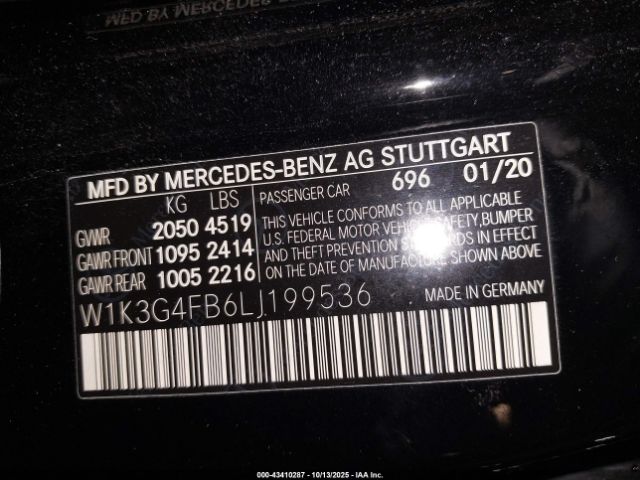 MFD BY MERCEDES-BENZ AG STUTTGART
KG LBS
GVWR 2050 4519
GAWR FRONT 1095 2414
GAWR REAR 1005 2216
PASSENGER CAR 696 01/20
THIS VEHICLE CONFORMS TO ALL APPLICABLE
U.S. FEDERAL MOTOR VEHICLE SAFETY, BUMPER
AND THEFT PREVENTION STANDARDS IN EFFECT
ON THE DATE OF MANUFACTURE SHOWN ABOVE.
W1K3G4FB6LJ199536
MADE IN GERMANY
000-43410287 - 10/13/2025 - IAA Inc.